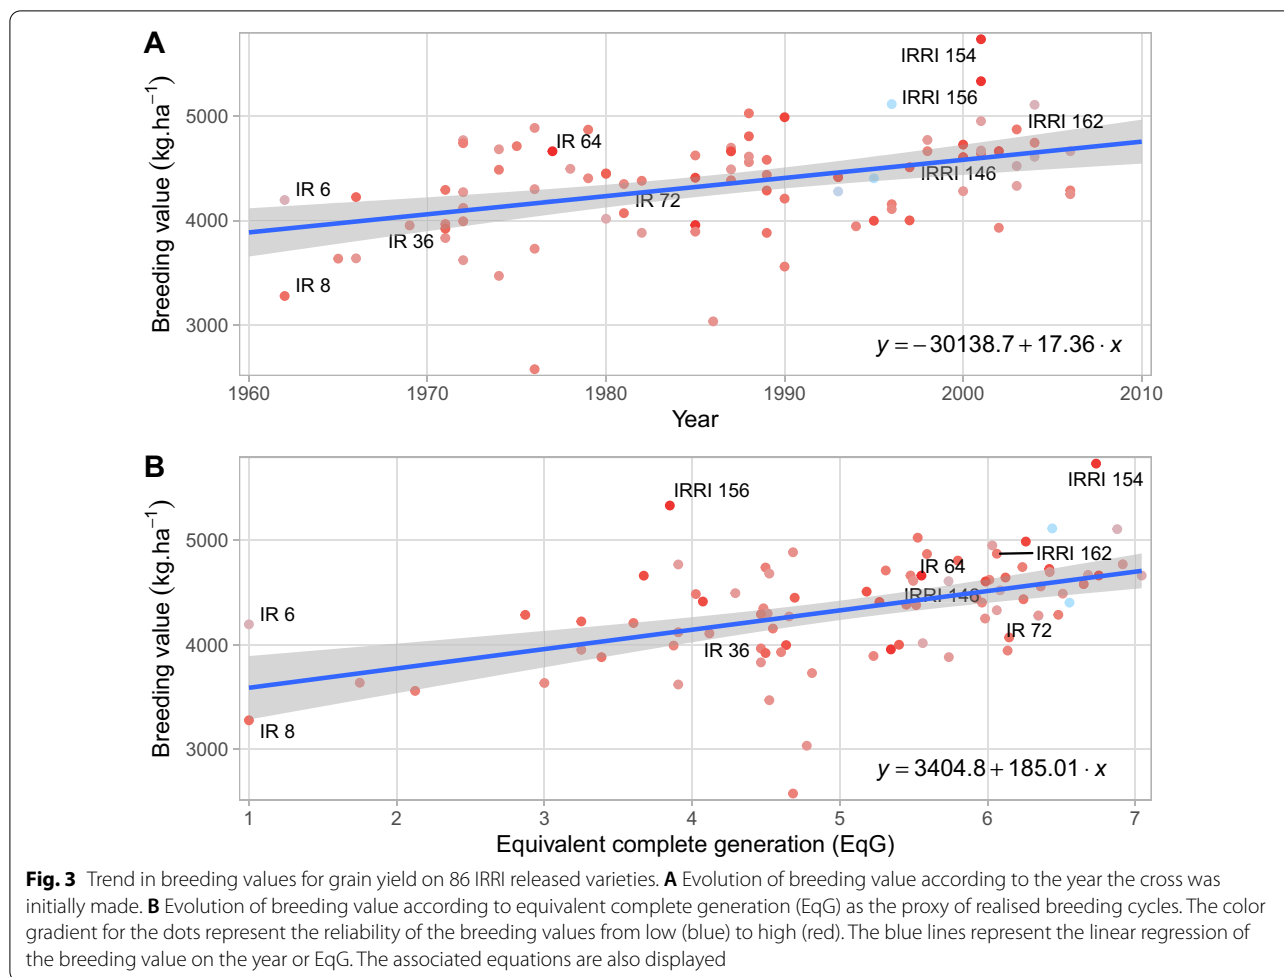 A
Breeding value (kg.ha⁻¹)
5000
4000
3000
IRRI 154
IRRI 156
IRRI 162
IR 64
IRRI 146
IR 6
IR 72
IR 36
IR 8
y = −30138.7 + 17.36 · x
1960 1970 1980 1990 2000 2010
Year
B
Breeding value (kg.ha⁻¹)
5000
4000
3000
IRRI 154
IRRI 156
IRRI 162
IR 64
IRRI 146
IR 6
IR 72
IR 36
IR 8
y = 3404.8 + 185.01 · x
1 2 3 4 5 6 7
Equivalent complete generation (EqG)
Fig. 3 Trend in breeding values for grain yield on 86 IRRI released varieties. A Evolution of breeding value according to the year the cross was
initially made. B Evolution of breeding value according to equivalent complete generation (EqG) as the proxy of realised breeding cycles. The color
gradient for the dots represent the reliability of the breeding values from low (blue) to high (red). The blue lines represent the linear regression of
the breeding value on the year or EqG. The associated equations are also displayed